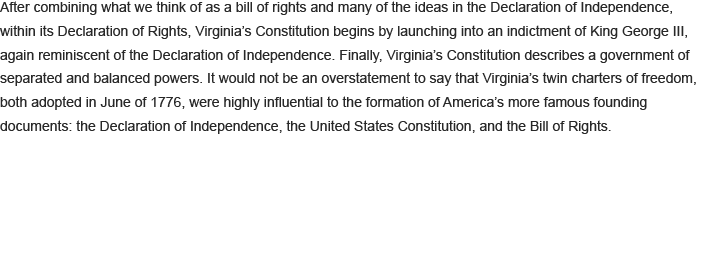 After combining what we think of as a bill of rights and many of the ideas in the Declaration of Independence,
within its Declaration of Rights, Virginia’s Constitution begins by launching into an indictment of King George III,
again reminiscent of the Declaration of Independence. Finally, Virginia’s Constitution describes a government of
separated and balanced powers. It would not be an overstatement to say that Virginia’s twin charters of freedom,
both adopted in June of 1776, were highly influential to the formation of America’s more famous founding
documents: the Declaration of Independence, the United States Constitution, and the Bill of Rights.